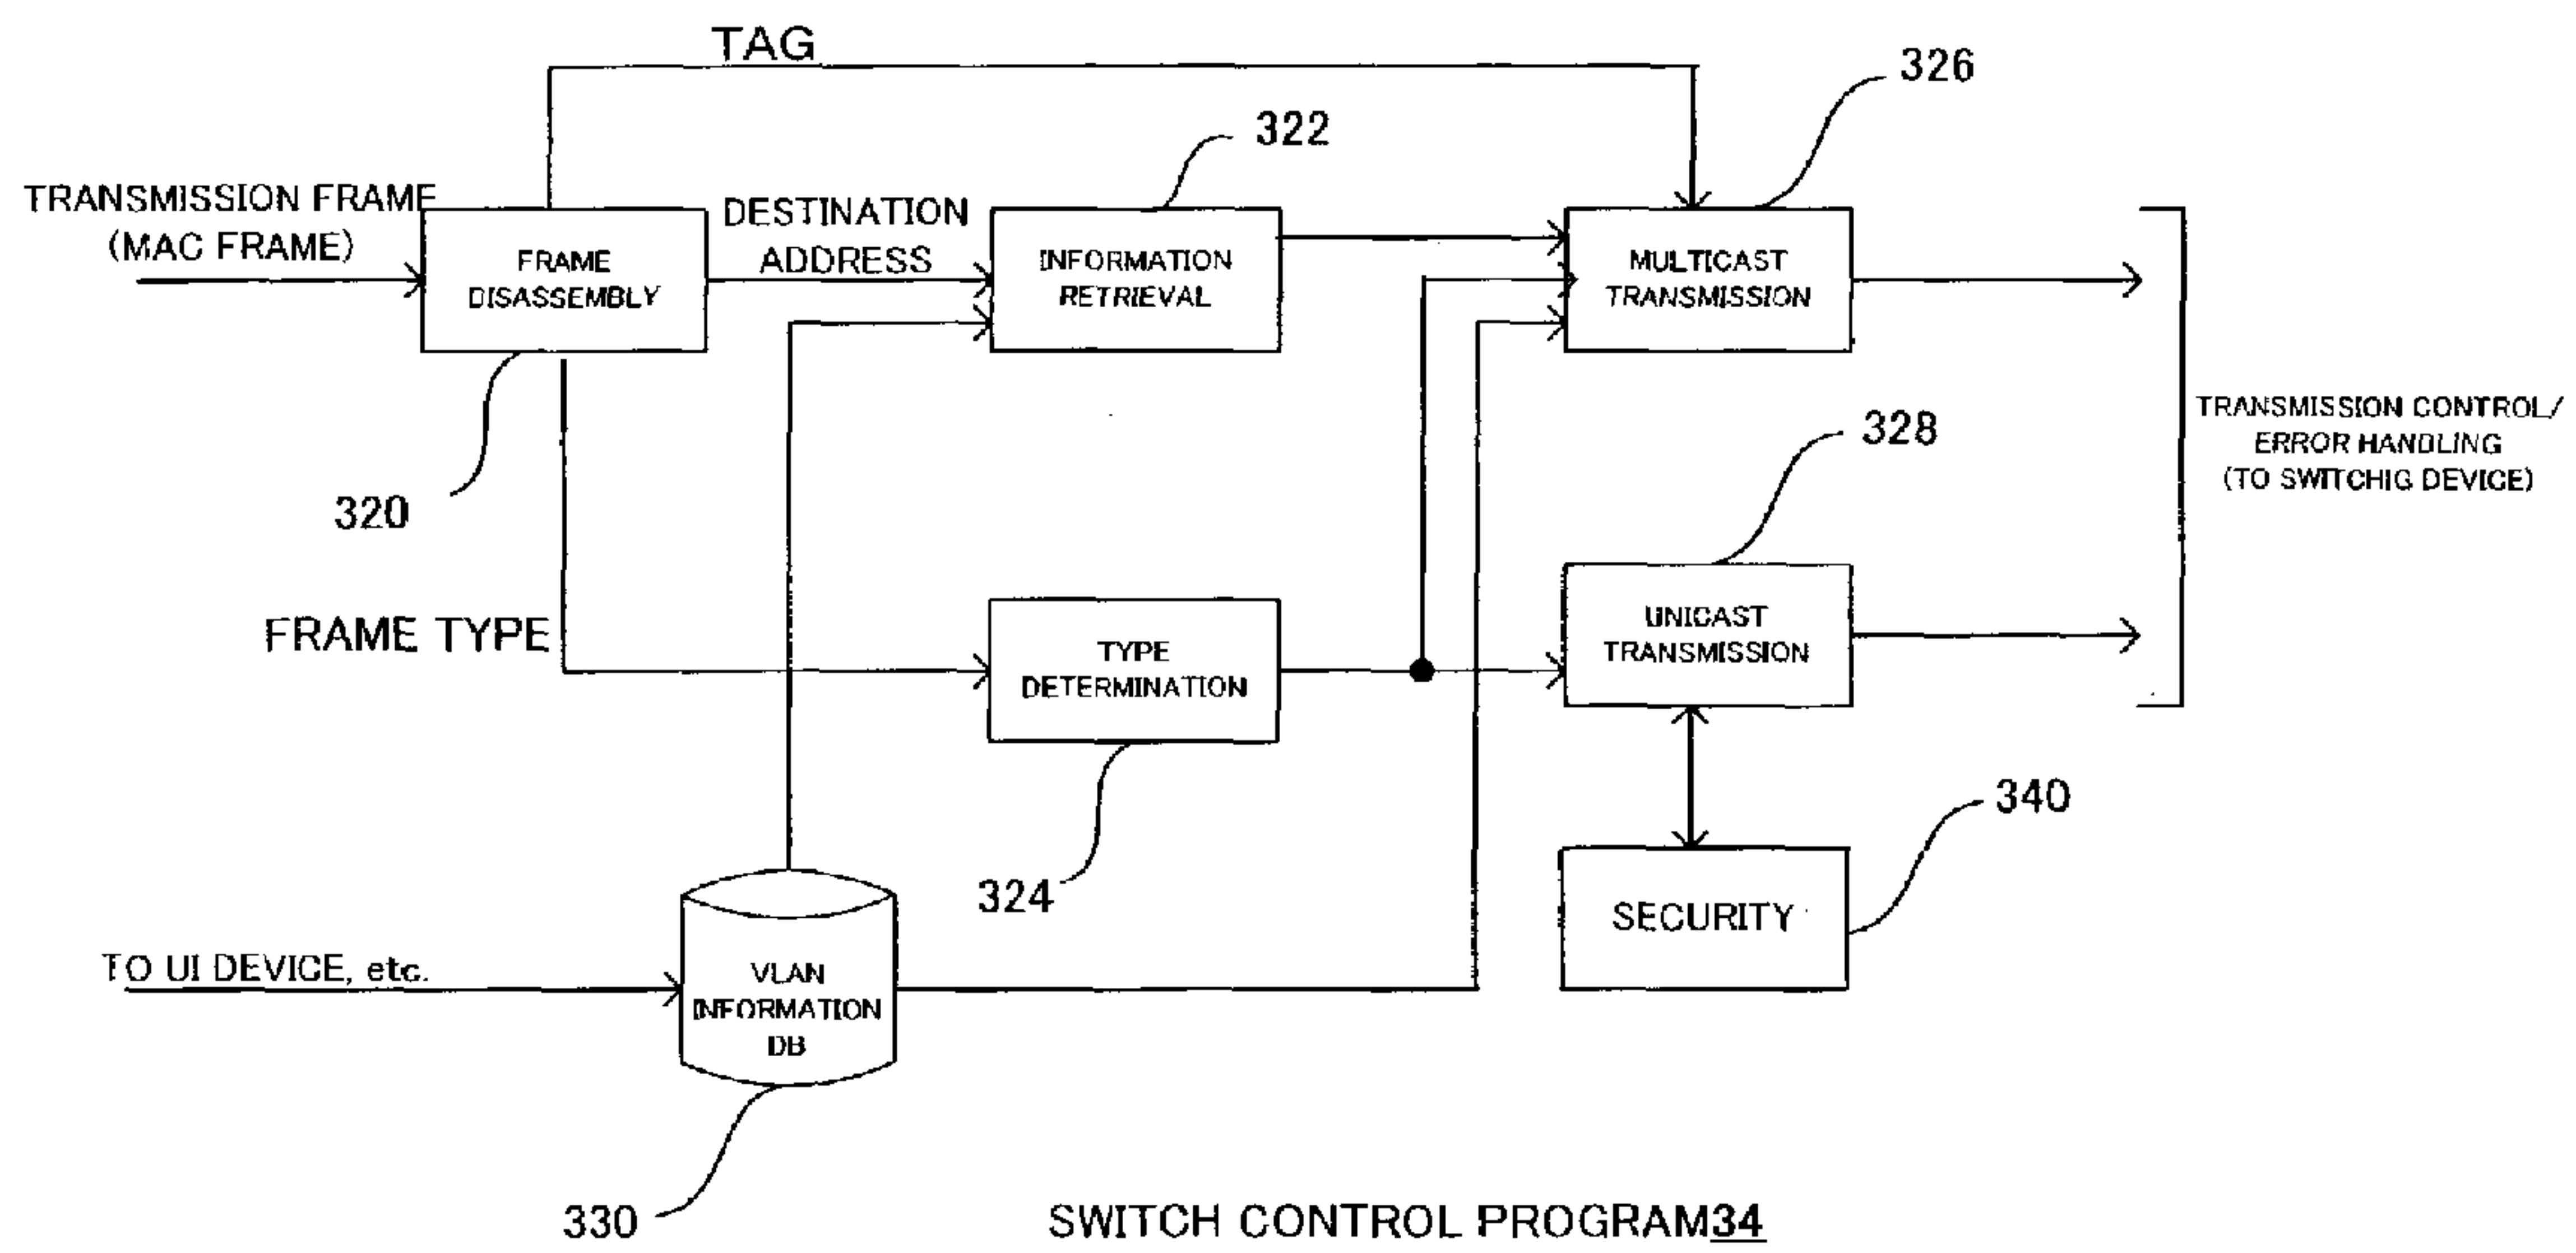 TAG
326
322
TRANSMISSION FRAME
(MAC FRAME)
DESTINATION
ADDRESS
FRAME
DISASSEMBLY
INFORMATION
RETRIEVAL
MULTICAST
TRANSMISSION
TRANSMISSION CONTROL/
ERROR HANDLING
(TO SWITCHIG DEVICE)
328
320
FRAME TYPE
TYPE
DETERMINATION
UNICAST
TRANSMISSION
340
324
SECURITY
TO UI DEVICE, etc.
VLAN
INFORMATION
DB
330
SWITCH CONTROL PROGRAM34